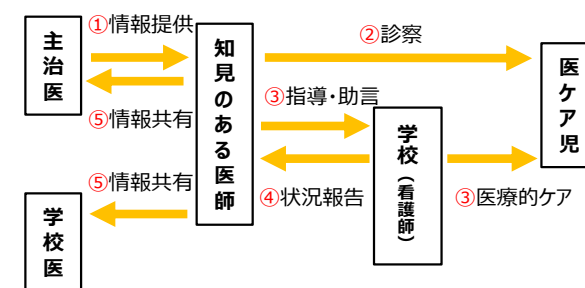 主治医
①情報提供
⑤情報共有
知見のある医師
②診察
③指導・助言
④状況報告
学校(看護師)
③医療的ケア
医ケア児
⑤情報共有
学校医